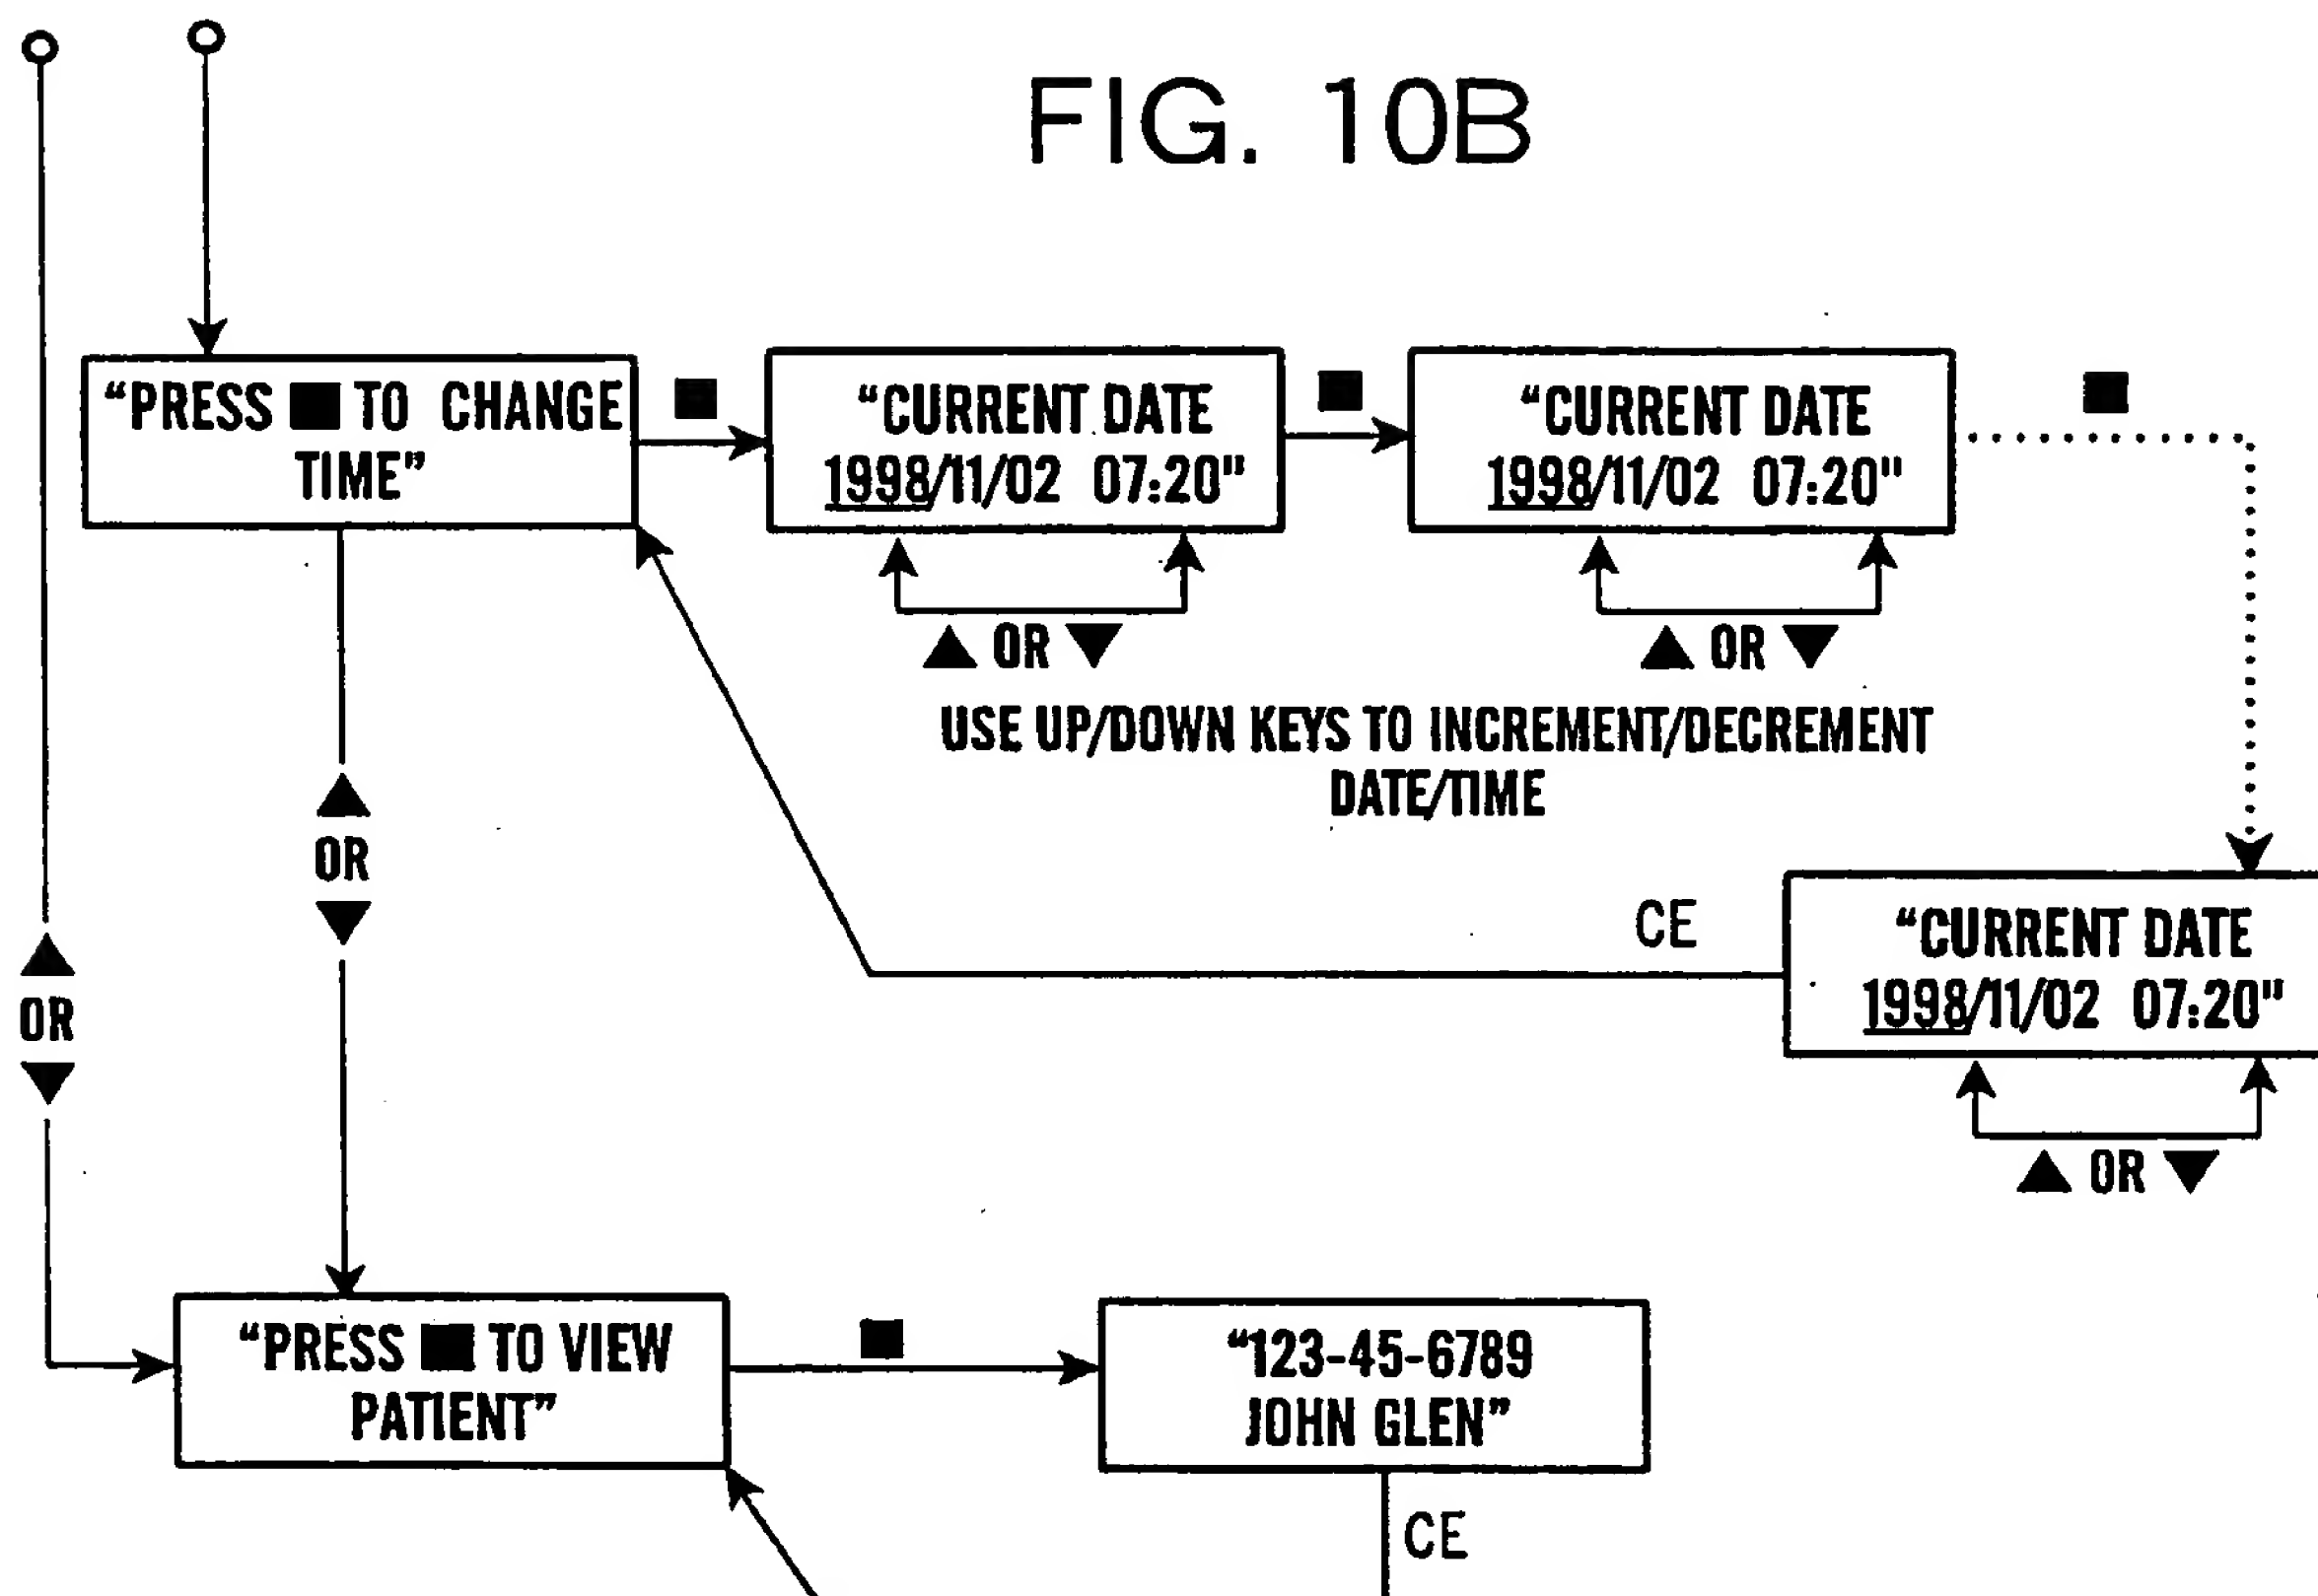 FIG. 10B
“PRESS ■ TO CHANGE
TIME”
■
“CURRENT DATE
1998/11/02 07:20"
■
“CURRENT DATE
1998/11/02 07:20"
■
▲ OR ▼
▲ OR ▼
USE UP/DOWN KEYS TO INCREMENT/DECREMENT
DATE/TIME
▲
OR
▼
CE
“CURRENT DATE
1998/11/02 07:20"
▲
OR
▼
▲ OR ▼
“PRESS ■ TO VIEW
PATIENT”
■
“123-45-6789
JOHN GLEN”
CE